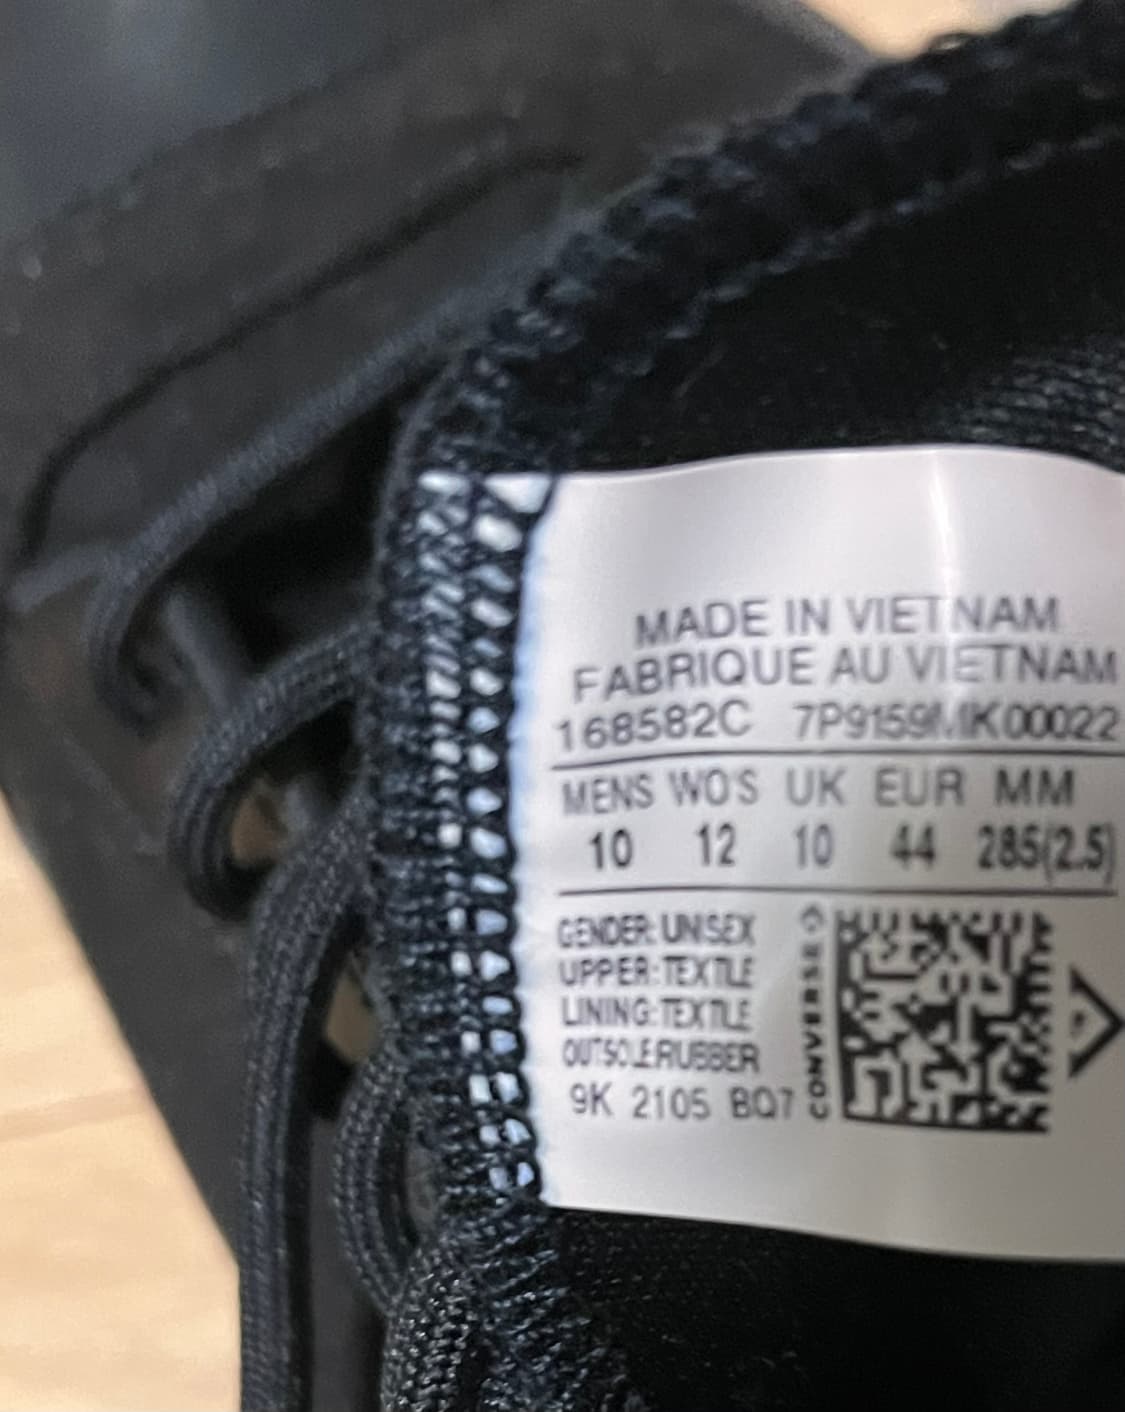 MADE IN VIETNAM
FABRIQUE AU VIETNAM
168582C 7P9159MK00022
MENS WO'S UK EUR MM
10 12 10 44 285(2.5)
GENDER: UNISEX
UPPER: TEXTILE
LINING: TEXTILE
OUTSOLE: RUBBER
9K 2105 BQ7
CONVERSE